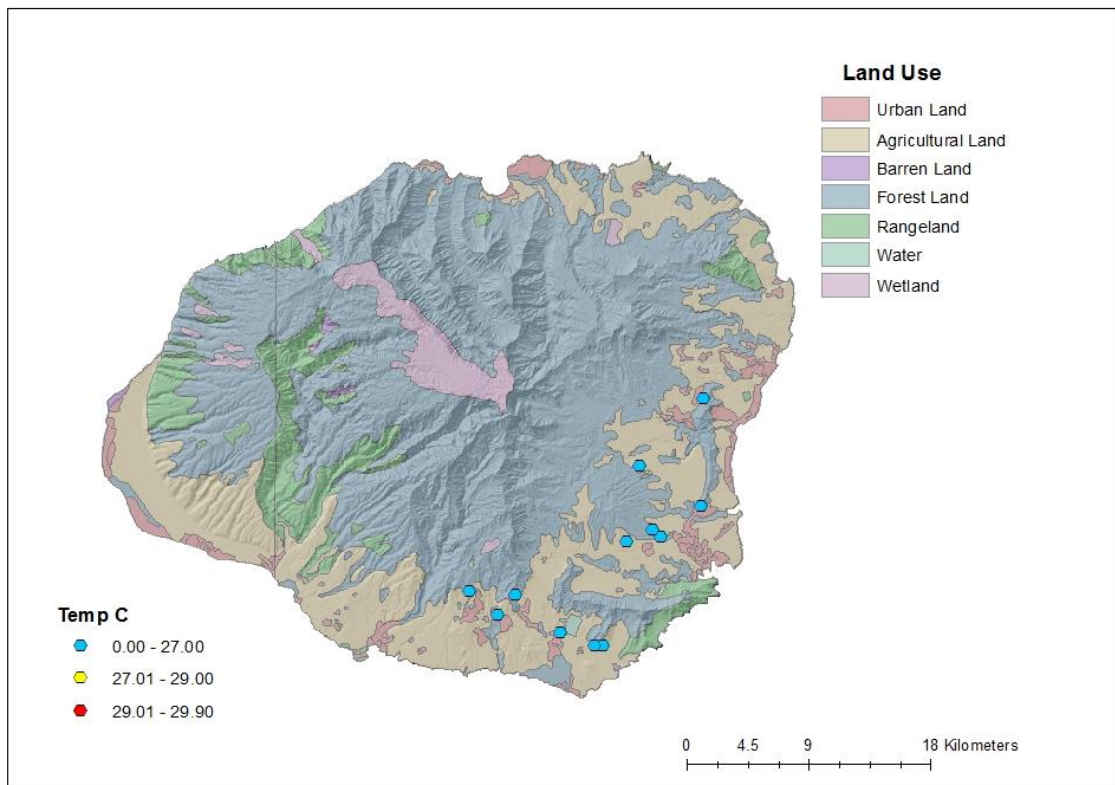 Land Use
Urban Land
Agricultural Land
Barren Land
Forest Land
Rangeland
Water
Wetland
Temp C
0.00 - 27.00
27.01 - 29.00
29.01 - 29.90
0 4.5 9 18 Kilometers